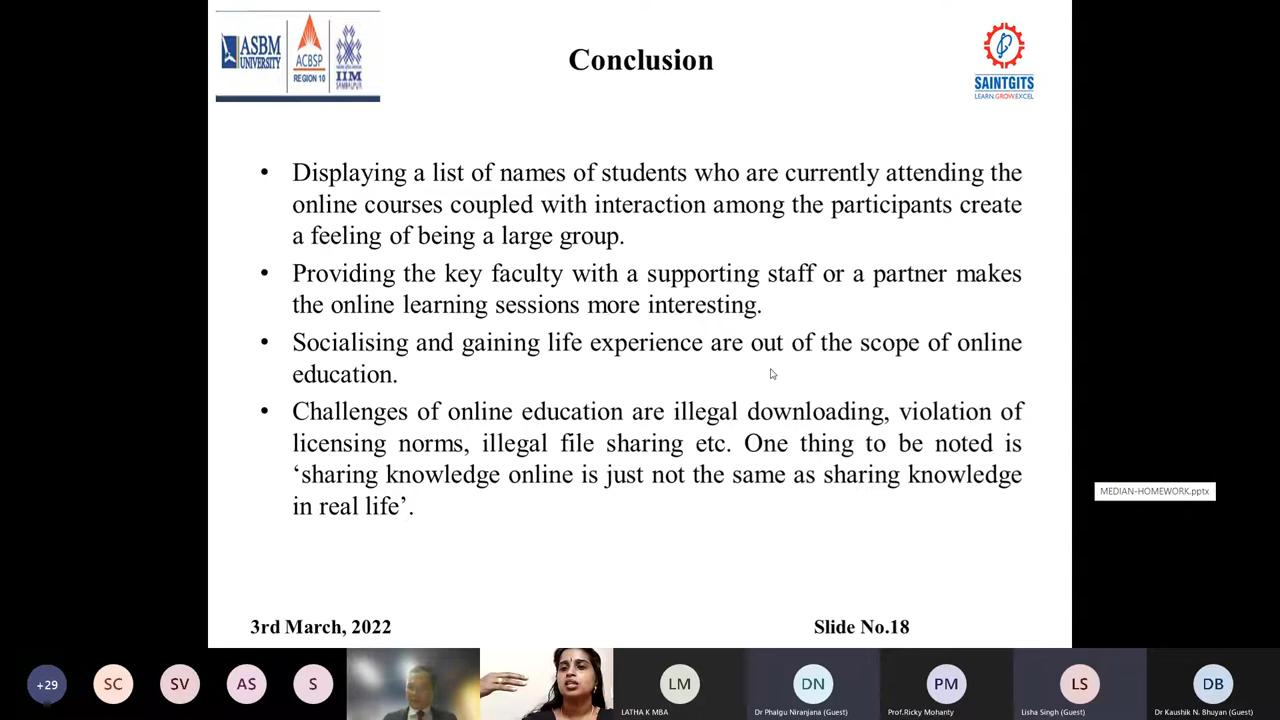 ASBM
UNIVERSITY
ACBSP
REGION 10
IIM
SAMBALPUR
Conclusion
SAINTGITS
LEARN.GROW.EXCEL
• Displaying a list of names of students who are currently attending the
online courses coupled with interaction among the participants create
a feeling of being a large group.
• Providing the key faculty with a supporting staff or a partner makes
the online learning sessions more interesting.
• Socialising and gaining life experience are out of the scope of online
education.
• Challenges of online education are illegal downloading, violation of
licensing norms, illegal file sharing etc. One thing to be noted is
‘sharing knowledge online is just not the same as sharing knowledge
in real life’.
MEDIAN-HOMEWORK.pptx
3rd March, 2022
Slide No.18
+29
SC
SV
AS
S
LM
DN
PM
LS
DB
LATHA K MBA
Dr Phalgu Niranjana (Guest)
Prof.Ricky Mohanty
Lisha Singh (Guest)
Dr Kaushik N. Bhuyan (Guest)